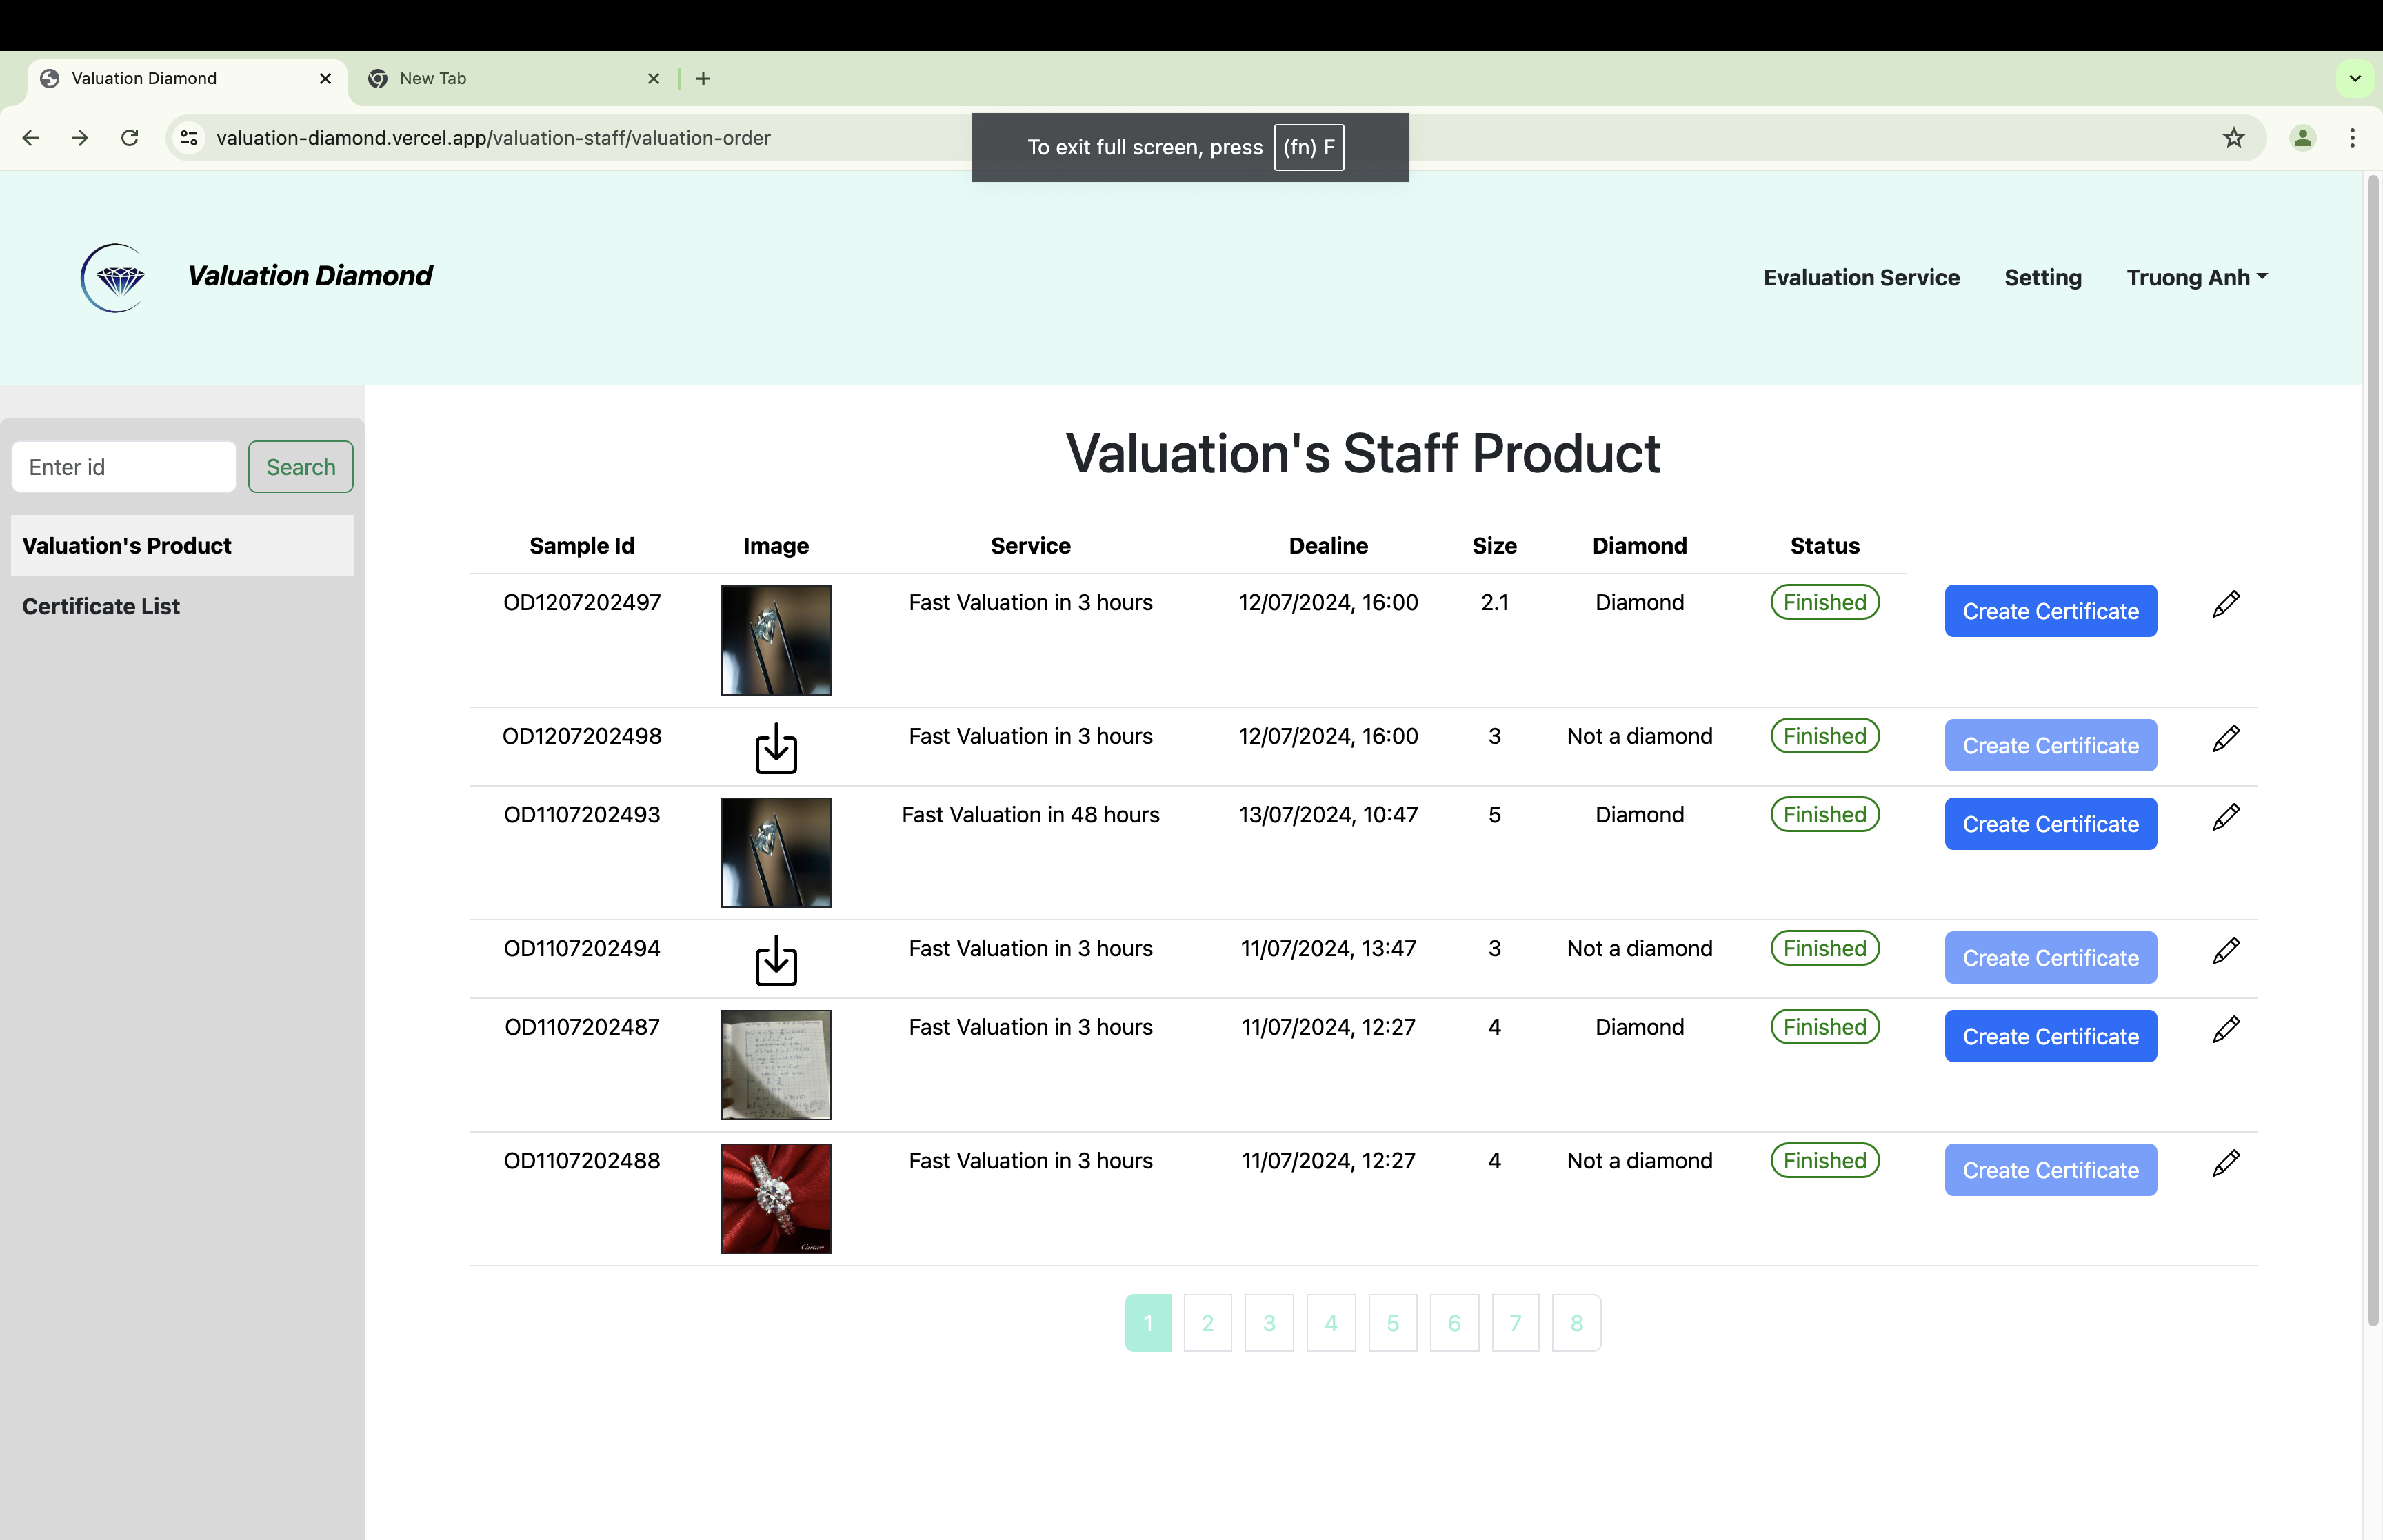 Valuation Diamond
New Tab
valuation-diamond.vercel.app/valuation-staff/valuation-order
To exit full screen, press (fn) F
Valuation Diamond
Evaluation Service Setting Truong Anh
Enter id Search
Valuation's Product
Certificate List
Valuation's Staff Product
Sample Id Image Service Dealine Size Diamond Status
OD1207202497 Fast Valuation in 3 hours 12/07/2024, 16:00 2.1 Diamond Finished Create Certificate
OD1207202498 Fast Valuation in 3 hours 12/07/2024, 16:00 3 Not a diamond Finished Create Certificate
OD1107202493 Fast Valuation in 48 hours 13/07/2024, 10:47 5 Diamond Finished Create Certificate
OD1107202494 Fast Valuation in 3 hours 11/07/2024, 13:47 3 Not a diamond Finished Create Certificate
OD1107202487 Fast Valuation in 3 hours 11/07/2024, 12:27 4 Diamond Finished Create Certificate
OD1107202488 Fast Valuation in 3 hours 11/07/2024, 12:27 4 Not a diamond Finished Create Certificate
Cartier
1 2 3 4 5 6 7 8